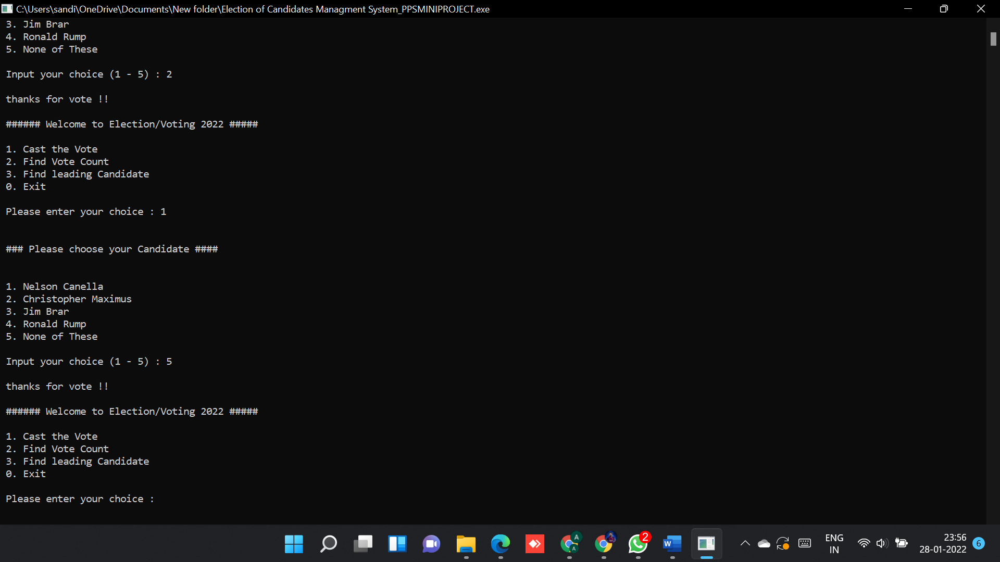 C:\Users\sandi\OneDrive\Documents\New folder\Election of Candidates Managment System_PPSMINIPROJECT.exe
3. Jim Brar
4. Ronald Rump
5. None of These
Input your choice (1 - 5) : 2
thanks for vote !!
###### Welcome to Election/Voting 2022 #####
1. Cast the Vote
2. Find Vote Count
3. Find leading Candidate
0. Exit
Please enter your choice : 1
### Please choose your Candidate ####
1. Nelson Canella
2. Christopher Maximus
3. Jim Brar
4. Ronald Rump
5. None of These
Input your choice (1 - 5) : 5
thanks for vote !!
###### Welcome to Election/Voting 2022 #####
1. Cast the Vote
2. Find Vote Count
3. Find leading Candidate
0. Exit
Please enter your choice :
A
A
2
W
ENG
IN
23:56
28-01-2022
6